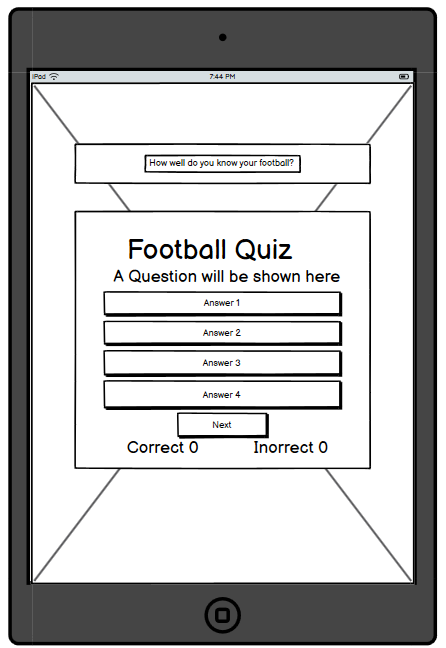 iPod 7:44 PM
How well do you know your football?
Football Quiz
A Question will be shown here
Answer 1
Answer 2
Answer 3
Answer 4
Next
Correct 0 Inorrect 0